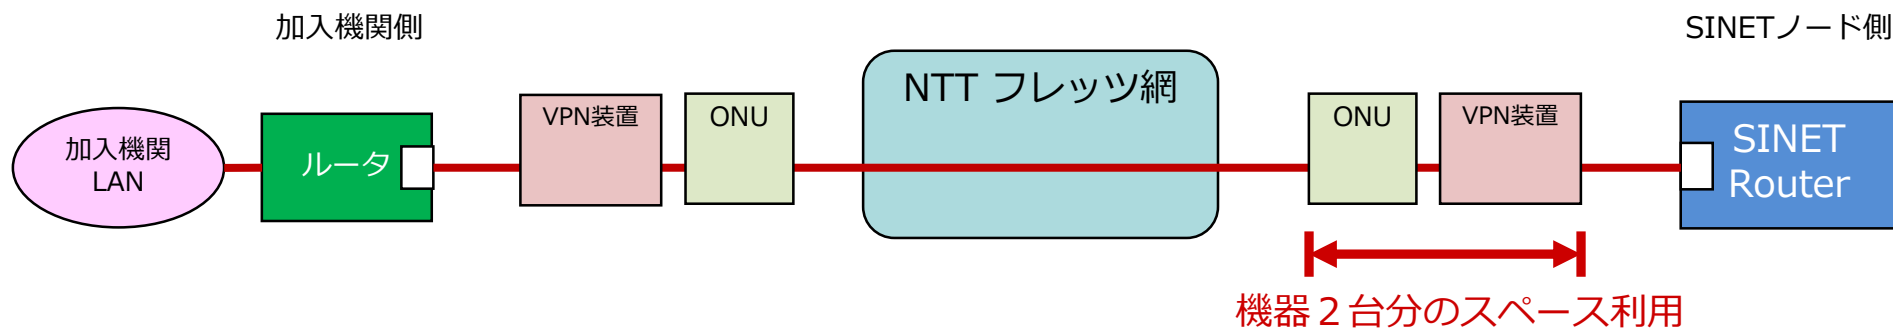 加入機関側
SINETノード側
加入機関
LAN
ルータ
VPN装置
ONU
NTT フレッツ網
ONU
VPN装置
SINET
Router
機器２台分のスペース利用